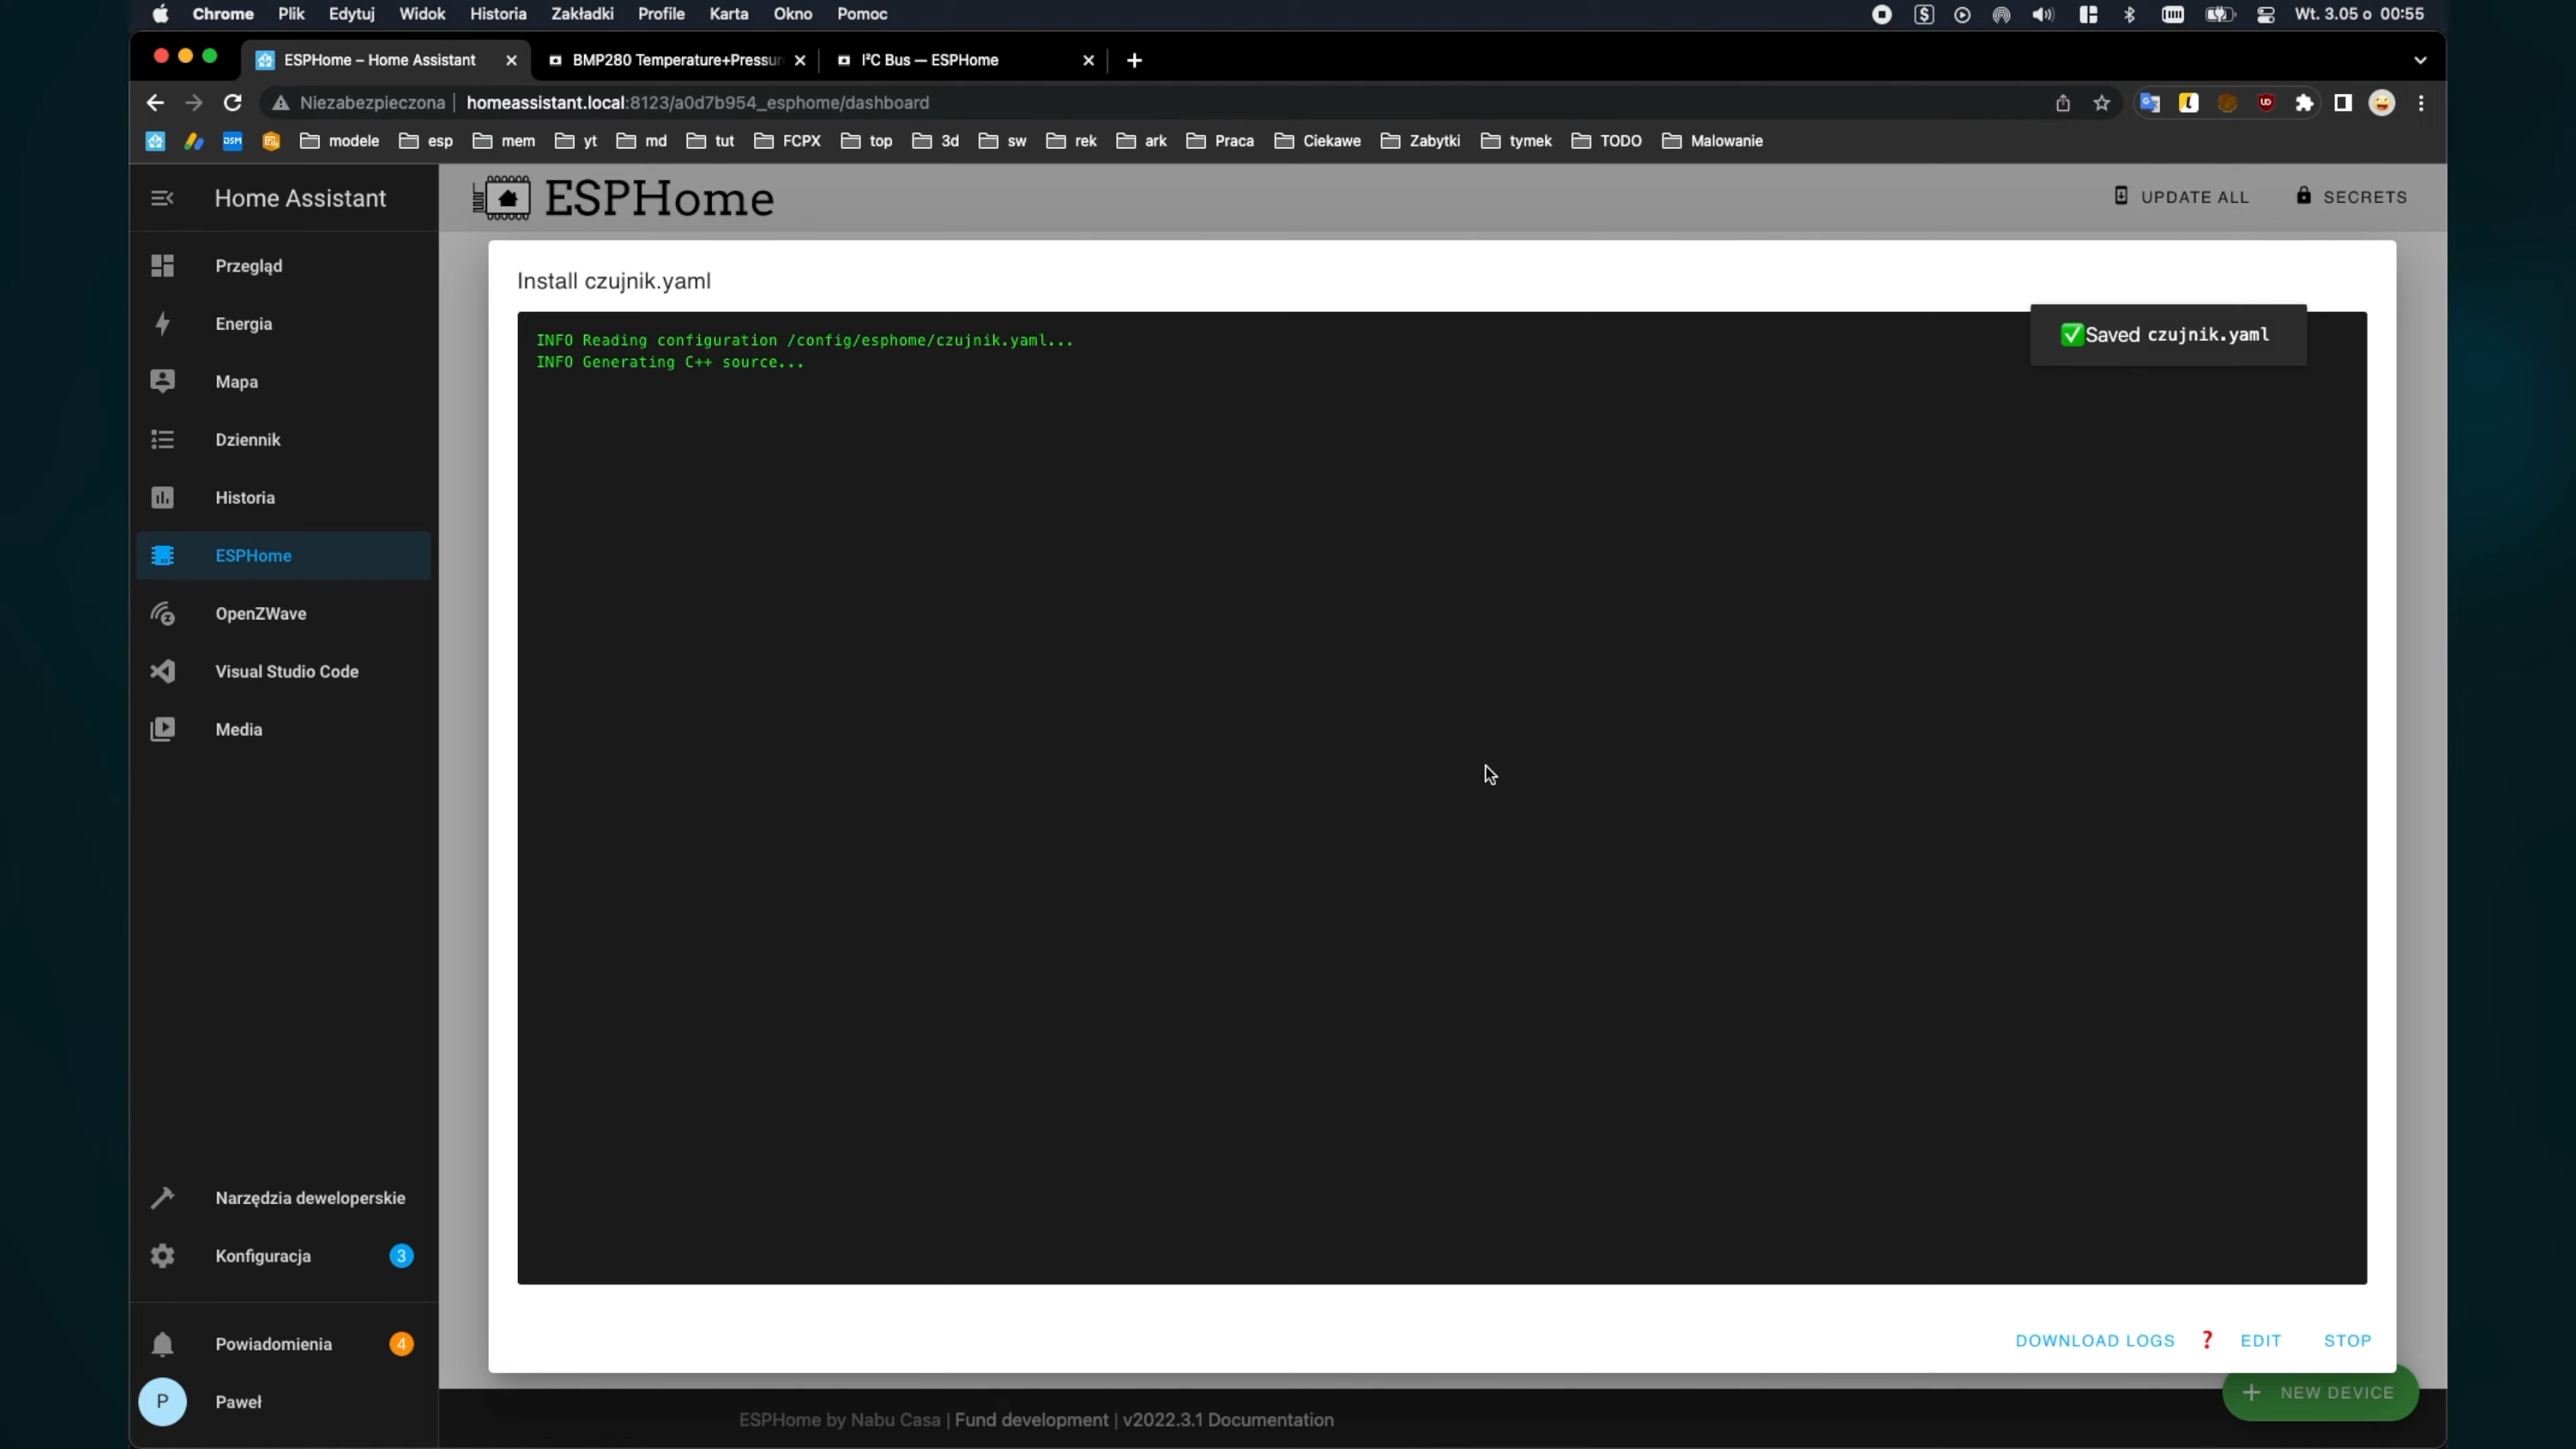 Chrome Plik Edytuj Widok Historia Zakładki Profile Karta Okno Pomoc Wt. 3.05 o 00:55
ESPHome – Home Assistant BMP280 Temperature+Pressur I²C Bus — ESPHome
Niezabezpieczona homeassistant.local:8123/a0d7b954_esphome/dashboard
DSM modele esp mem yt md tut FCPX top 3d sw rek ark Praca Ciekawe Zabytki tymek TODO Malowanie
Home Assistant
ESPHome
UPDATE ALL SECRETS
Przegląd
Energia
Mapa
Dziennik
Historia
ESPHome
OpenZWave
Visual Studio Code
Media
Narzędzia deweloperskie
Konfiguracja 3
Powiadomienia 4
P Paweł
Install czujnik.yaml
Saved czujnik.yaml
INFO Reading configuration /config/esphome/czujnik.yaml...
INFO Generating C++ source...
DOWNLOAD LOGS ❓ EDIT STOP
NEW DEVICE
ESPHome by Nabu Casa | Fund development | v2022.3.1 Documentation